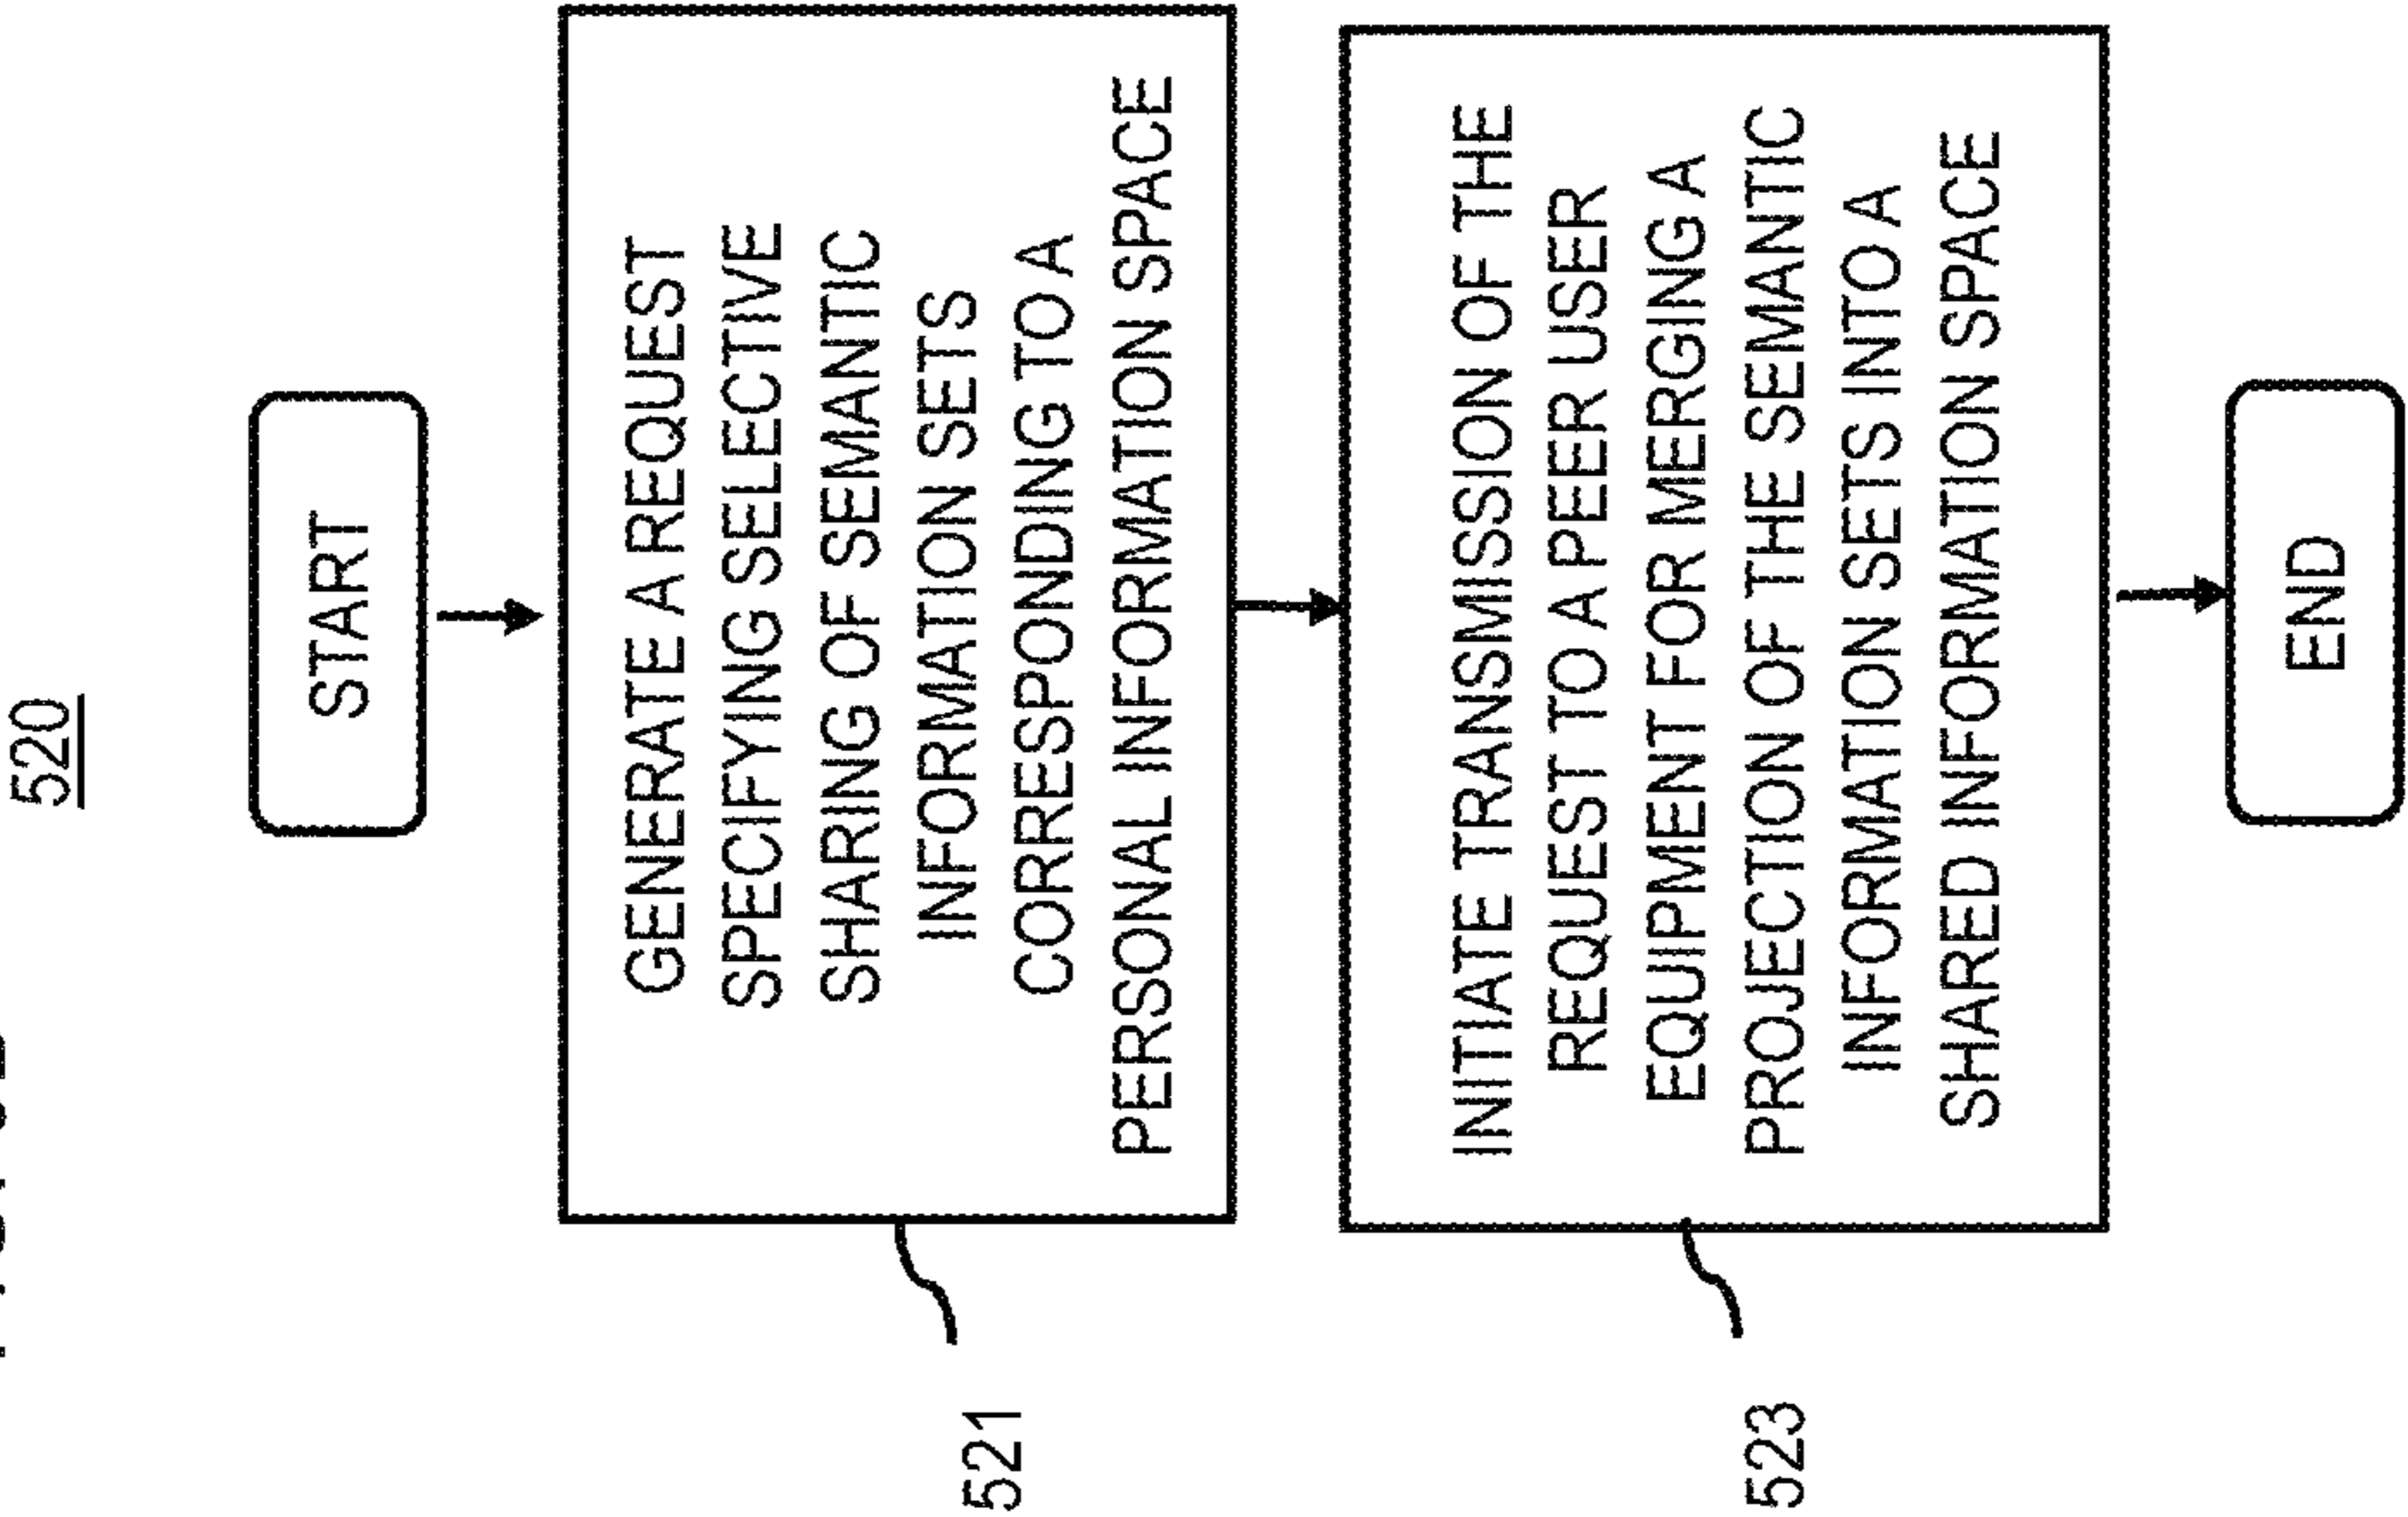 520
START
GENERATE A REQUEST
SPECIFYING SELECTIVE
SHARING OF SEMANTIC
INFORMATION SETS
CORRESPONDING TO A
PERSONAL INFORMATION SPACE
521
INITIATE TRANSMISSION OF THE
REQUEST TO A PEER USER
EQUIPMENT FOR MERGING A
PROJECTION OF THE SEMANTIC
INFORMATION SETS INTO A
SHARED INFORMATION SPACE
523
END